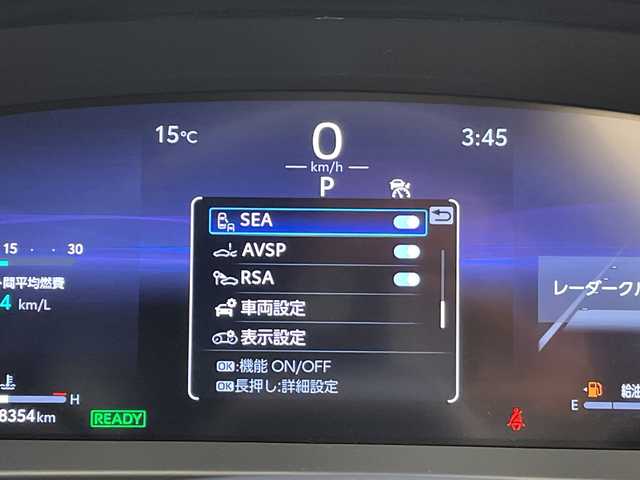 15℃
0
3:45
km/h
P
SEA
AVSP
RSA
車両設定
表示設定
OK:機能 ON/OFF
OK長押し:詳細設定
15 30
間平均燃費
4 km/L
H
8354 km
READY
レーダークル
給油
E